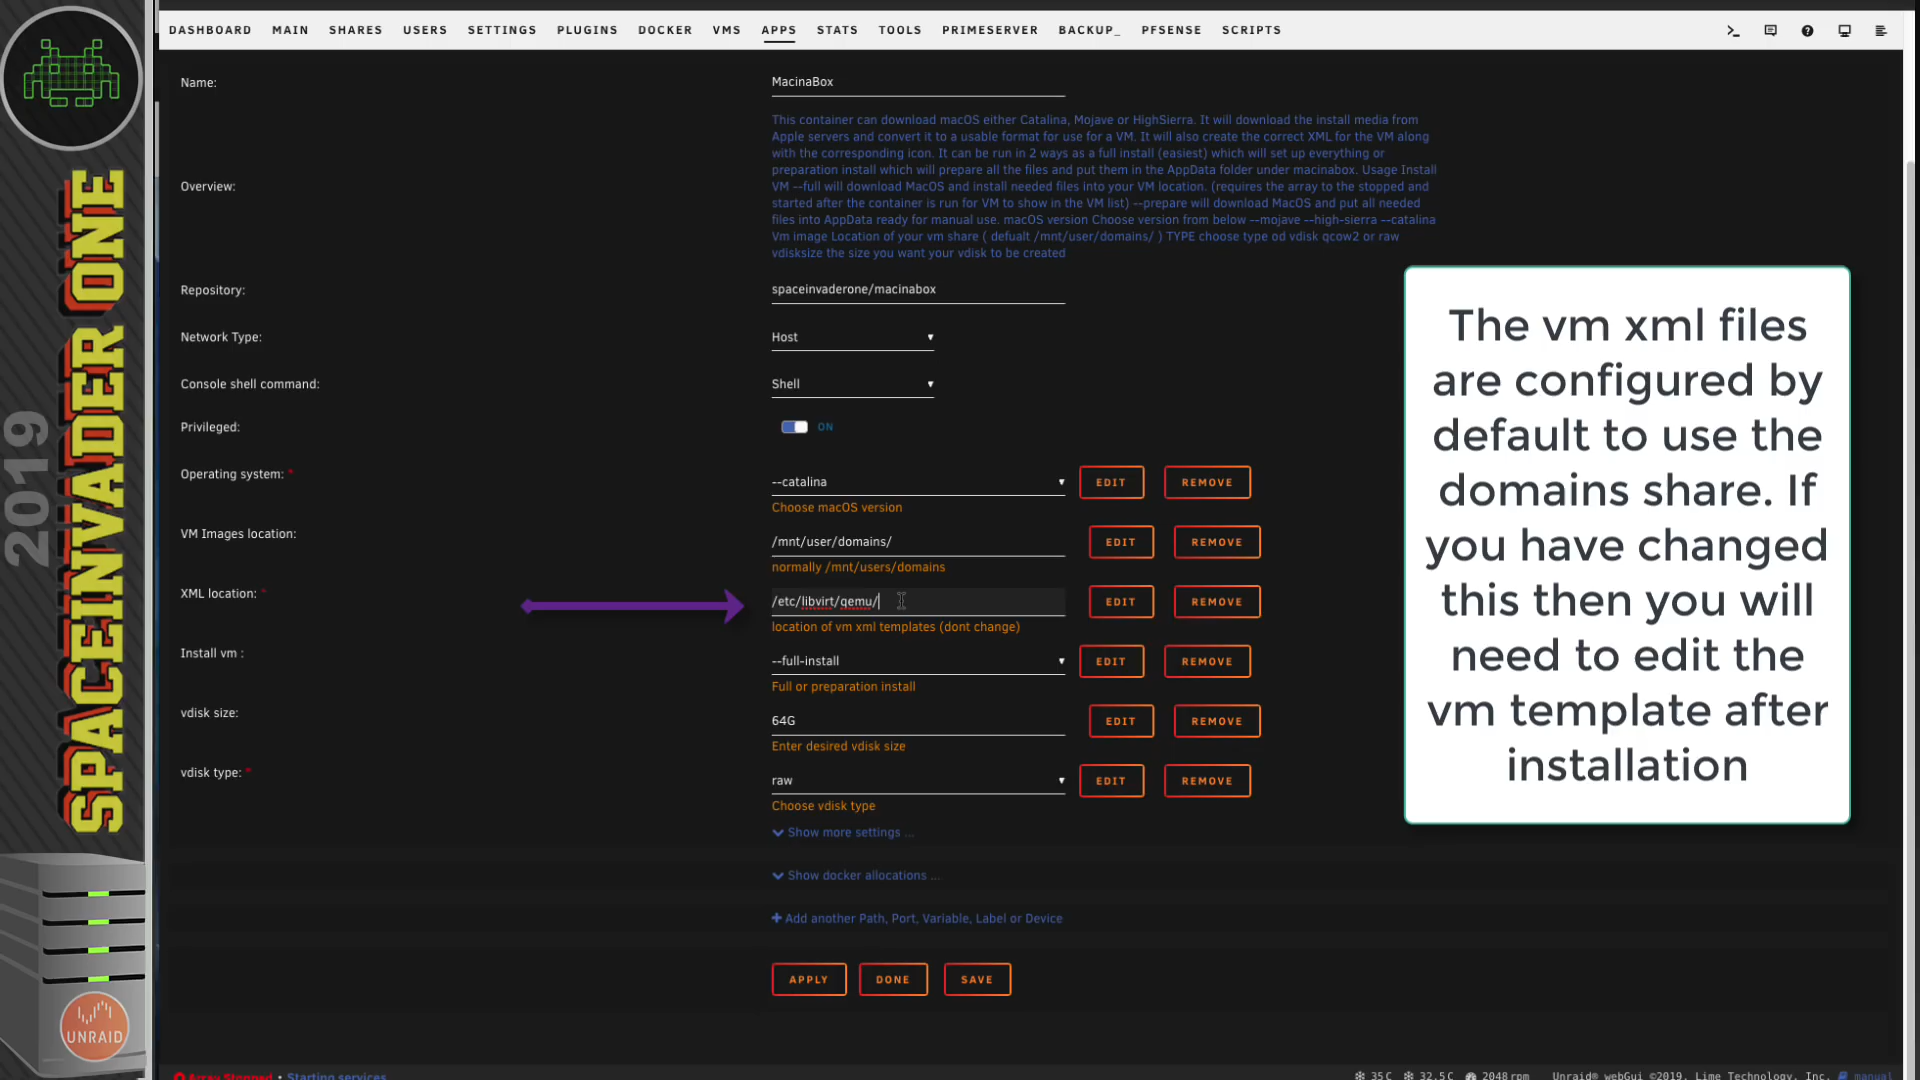 DASHBOARD MAIN SHARES USERS SETTINGS PLUGINS DOCKER VMS APPS STATS TOOLS PRIMESERVER BACKUP_ PFSENSE SCRIPTS
2019
SPACEINVADER ONE
UNRAID
Name:
MacinaBox
Overview:
This container can download macOS either Catalina, Mojave or HighSierra. It will download the install media from
Apple servers and convert it to a usable format for use for a VM. It will also create the correct XML for the VM along
with the corresponding icon. It can be run in 2 ways as a full install (easiest) which will set up everything or
preparation install which will prepare all the files and put them in the AppData folder under macinabox. Usage Install
VM --full will download MacOS and install needed files into your VM location. (requires the array to the stopped and
started after the container is run for VM to show in the VM list) --prepare will download MacOS and put all needed
files into AppData ready for manual use. macOS version Choose version from below --mojave --high-sierra --catalina
Vm image Location of your vm share ( defualt /mnt/user/domains/ ) TYPE choose type od vdisk qcow2 or raw
vdisksize the size you want your vdisk to be created
Repository:
spaceinvaderone/macinabox
Network Type:
Host
Console shell command:
Shell
Privileged:
ON
Operating system: *
--catalina
EDIT REMOVE
Choose macOS version
VM Images location:
/mnt/user/domains/
EDIT REMOVE
normally /mnt/users/domains
XML location: *
/etc/libvirt/qemu/
EDIT REMOVE
location of vm xml templates (dont change)
Install vm :
--full-install
EDIT REMOVE
Full or preparation install
vdisk size:
64G
EDIT REMOVE
Enter desired vdisk size
vdisk type: *
raw
EDIT REMOVE
Choose vdisk type
Show more settings ...
Show docker allocations ...
Add another Path, Port, Variable, Label or Device
APPLY DONE SAVE
The vm xml files
are configured by
default to use the
domains share. If
you have changed
this then you will
need to edit the
vm template after
installation
Array Stopped • Starting services
35 C 32.5 C 2048 rpm Unraid® webGui ©2019, Lime Technology, Inc. manual